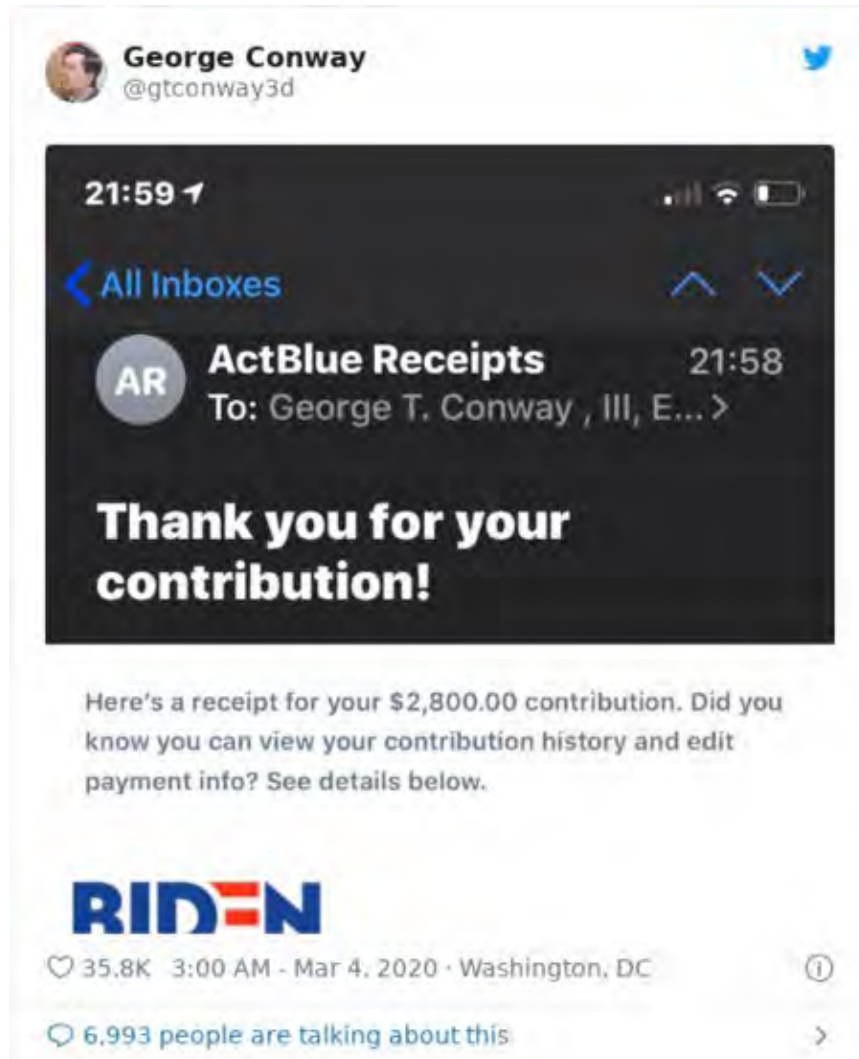 George Conway
@gtconway3d
21:59
All Inboxes
AR
ActBlue Receipts 21:58
To: George T. Conway , III, E...
Thank you for your
contribution!
Here's a receipt for your $2,800.00 contribution. Did you
know you can view your contribution history and edit
payment info? See details below.
BIDEN
35.8K 3:00 AM - Mar 4, 2020 · Washington, DC
6,993 people are talking about this